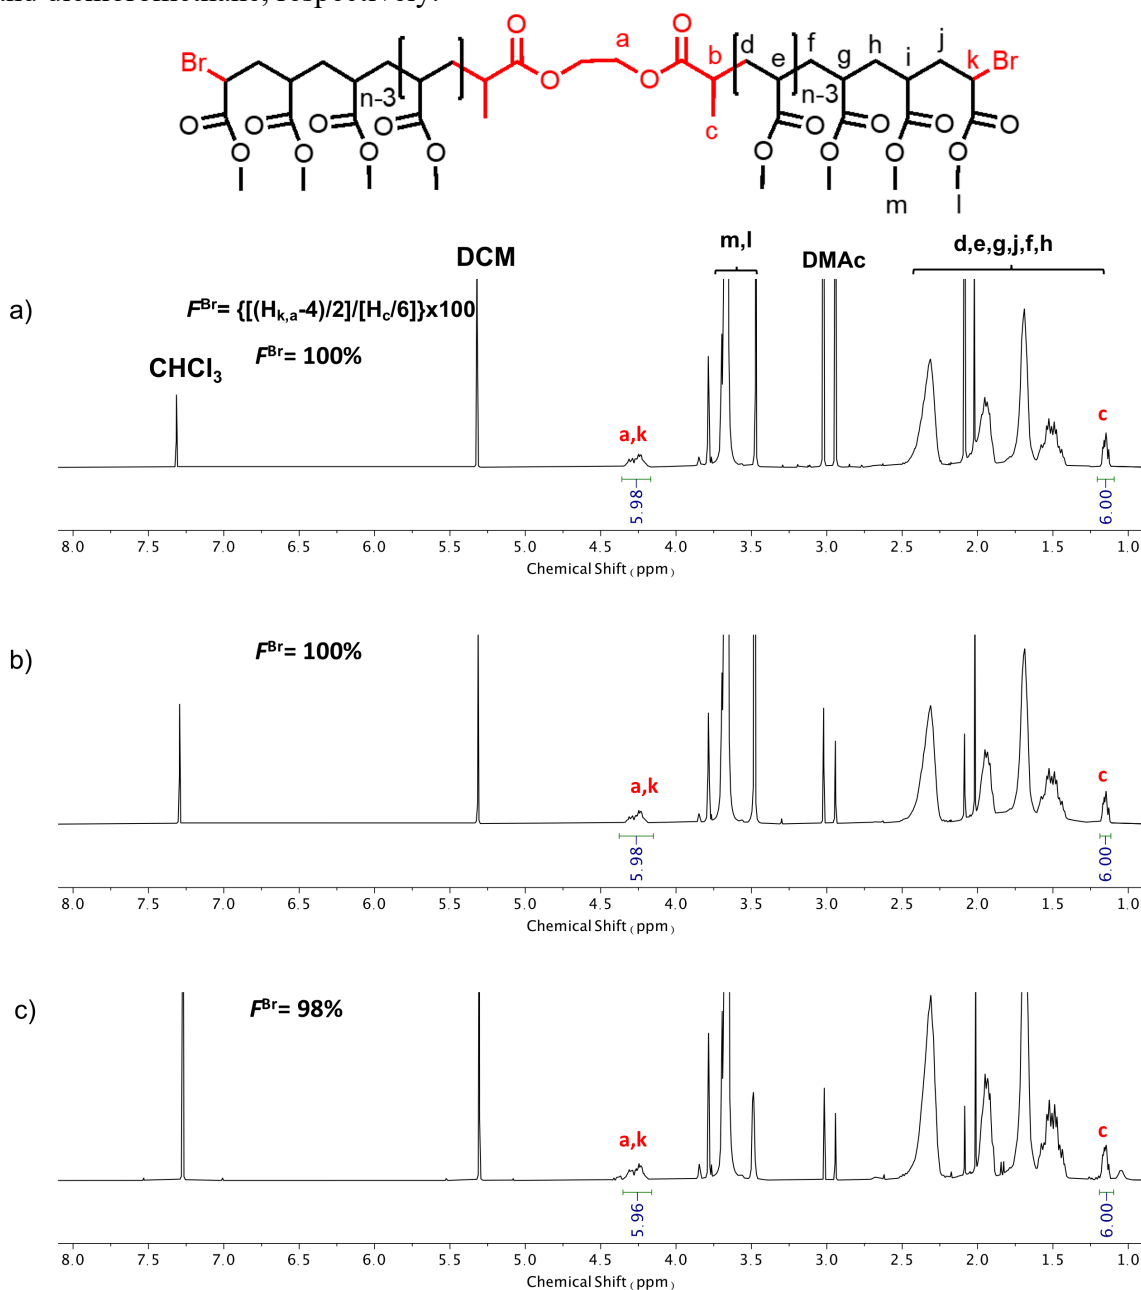 and dichloromethane, respectively.
O O
Br a b d e f g h i j k Br
O O
n-3 n-3
c
O O O O O O O O
O O O O O O O O
m l
a)
DCM
m,l
DMAc
d,e,g,j,f,h
F^Br= {[(H_k,a-4)/2]/[H_c/6]}x100
F^Br= 100%
CHCl₃
a,k
c
5.98
6.00
8.0 7.5 7.0 6.5 6.0 5.5 5.0 4.5 4.0 3.5 3.0 2.5 2.0 1.5 1.0
Chemical Shift (ppm)
b)
F^Br= 100%
a,k
c
5.98
6.00
8.0 7.5 7.0 6.5 6.0 5.5 5.0 4.5 4.0 3.5 3.0 2.5 2.0 1.5 1.0
Chemical Shift (ppm)
c)
F^Br= 98%
a,k
c
5.96
6.00
8.0 7.5 7.0 6.5 6.0 5.5 5.0 4.5 4.0 3.5 3.0 2.5 2.0 1.5 1.0
Chemical Shift (ppm)